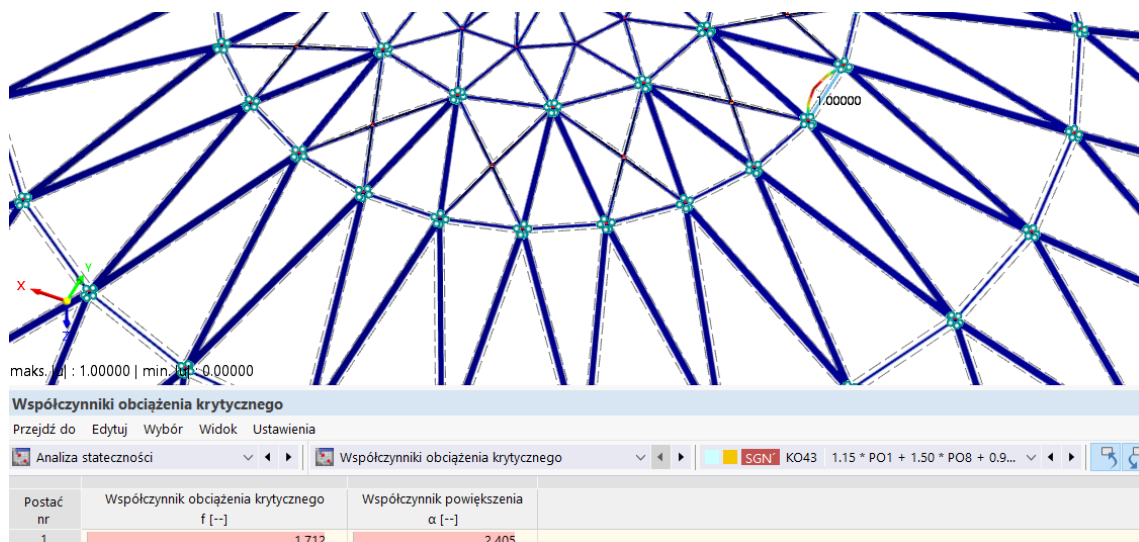 1.00000
Y
X
Z
maks. |u| : 1.00000 | min. |u| : 0.00000
Współczynniki obciążenia krytycznego
Przejdź do Edytuj Wybór Widok Ustawienia
Analiza stateczności Współczynniki obciążenia krytycznego SGN KO43 1.15 * PO1 + 1.50 * PO8 + 0.9...
Postać nr Współczynnik obciążenia krytycznego f [--] Współczynnik powiększenia α [--]
1 1.712 2.405